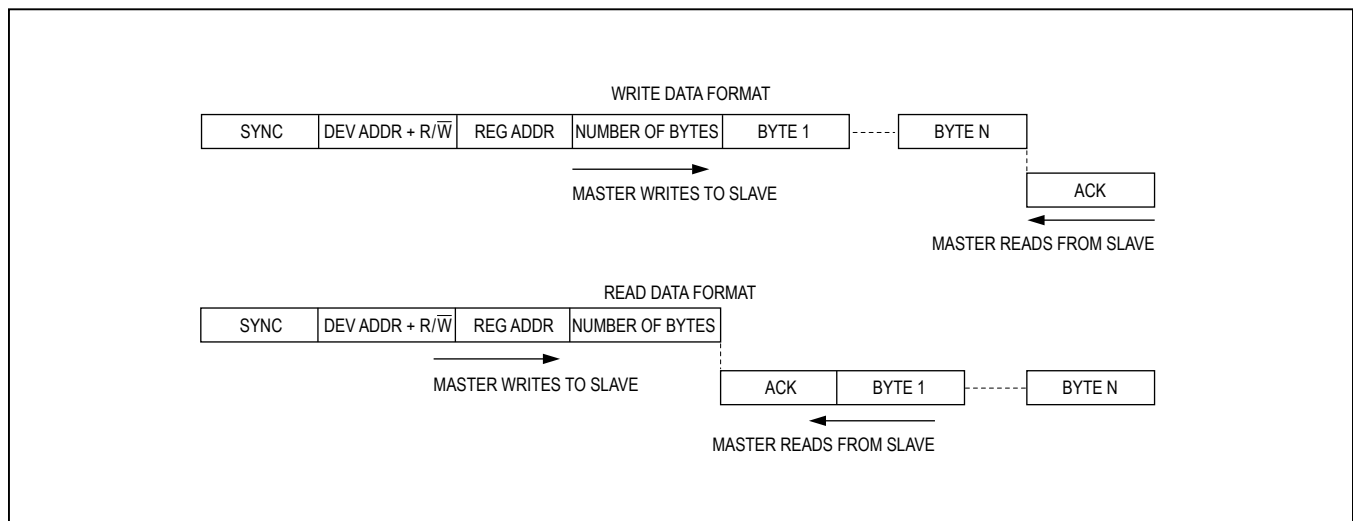 WRITE DATA FORMAT
SYNC DEV ADDR + R/W̅ REG ADDR NUMBER OF BYTES BYTE 1 BYTE N
MASTER WRITES TO SLAVE
ACK
MASTER READS FROM SLAVE
READ DATA FORMAT
SYNC DEV ADDR + R/W̅ REG ADDR NUMBER OF BYTES
MASTER WRITES TO SLAVE
ACK BYTE 1 BYTE N
MASTER READS FROM SLAVE